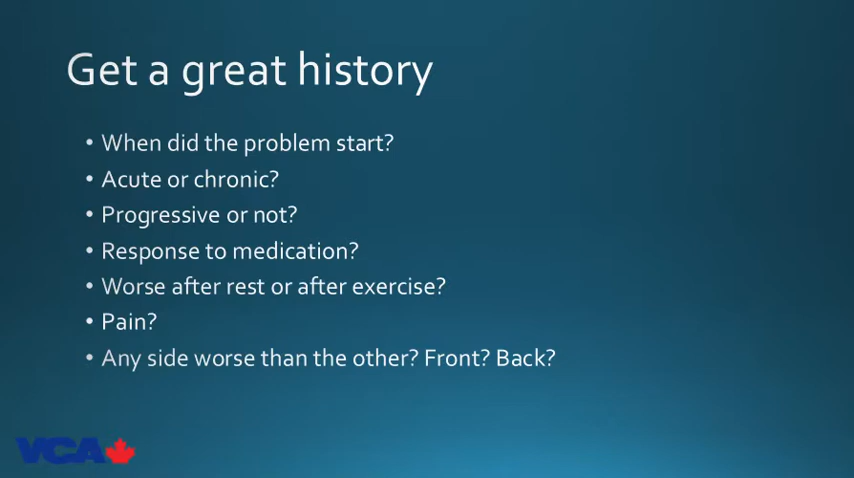 Get a great history
• When did the problem start?
• Acute or chronic?
• Progressive or not?
• Response to medication?
• Worse after rest or after exercise?
• Pain?
• Any side worse than the other? Front? Back?
VCA